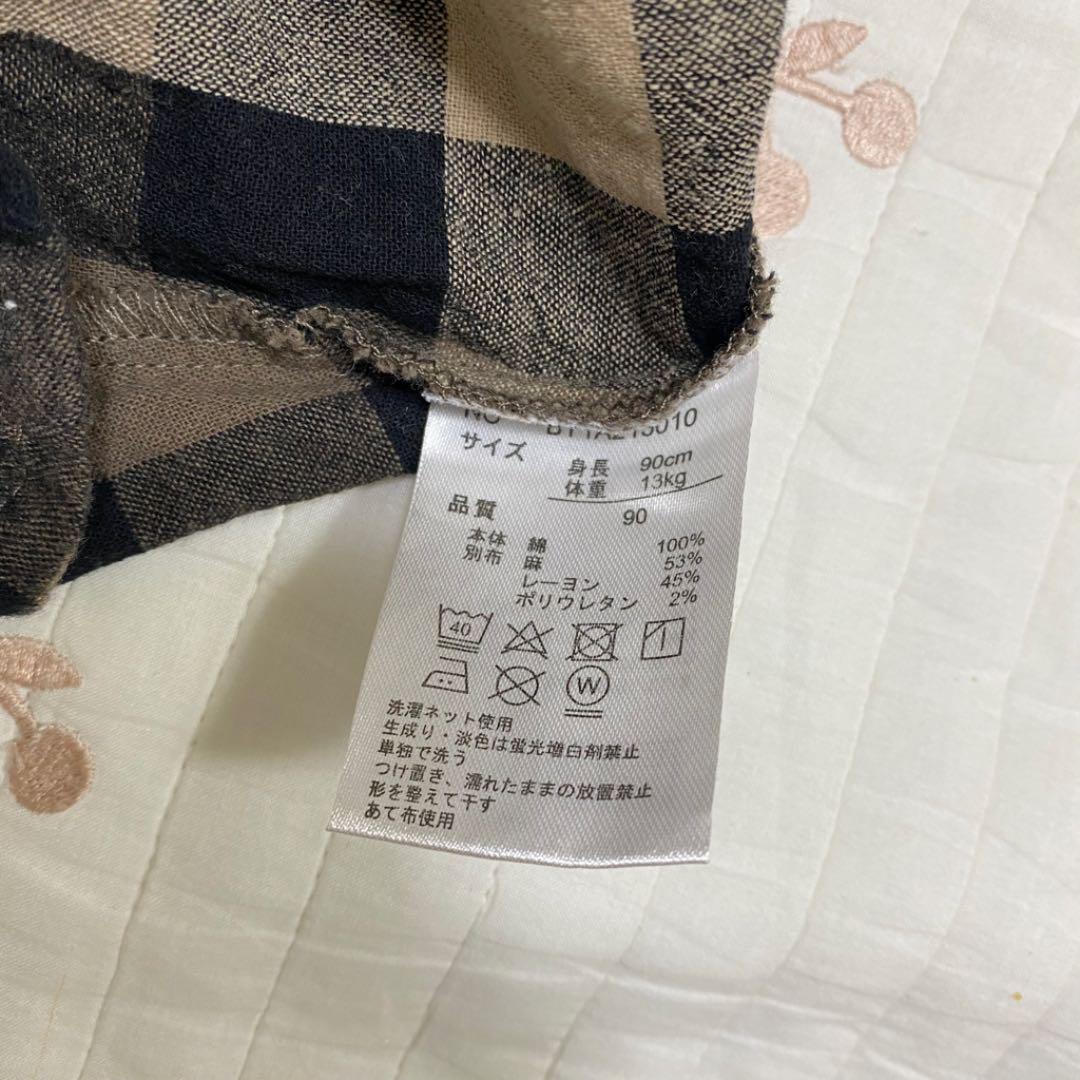 NO B11A213010
サイズ
身長 90cm
体重 13kg
90
品質
本体 綿 100%
別布 麻 53%
レーヨン 45%
ポリウレタン 2%
40
W
洗濯ネット使用
生成り・淡色は蛍光増白剤禁止
単独で洗う
つけ置き、濡れたままの放置禁止
形を整えて干す
あて布使用